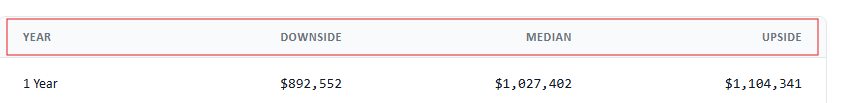 YEAR DOWNSIDE MEDIAN UPSIDE
1 Year $892,552 $1,027,402 $1,104,341